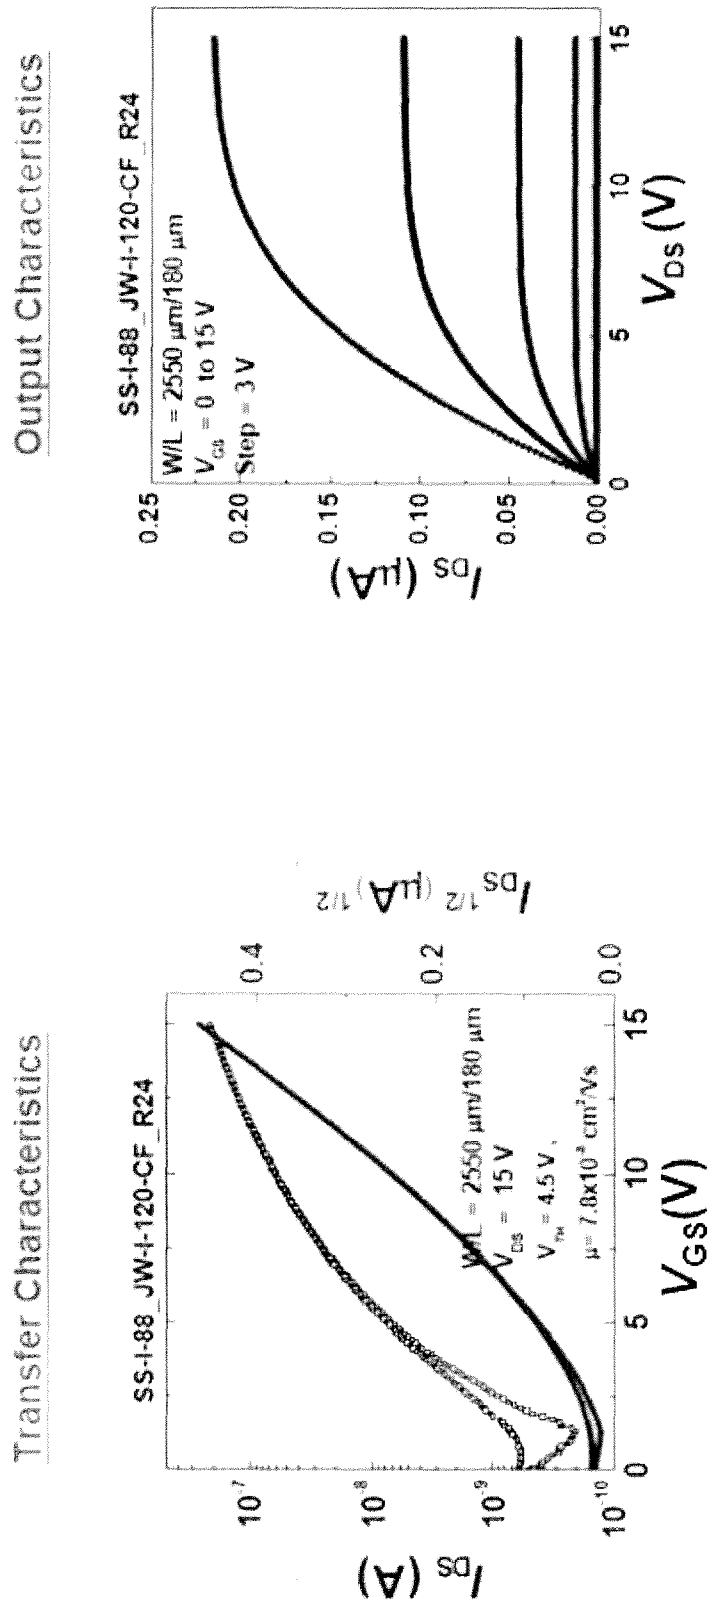 Transfer Characteristics
SS-I-88_JW-I-120-CF_R24
I_DS (A)
10⁻⁷
10⁻⁸
10⁻⁹
10⁻¹⁰
0
5
10
15
V_GS(V)
0.4
0.2
0.0
I_DS^1/2 (μA)^1/2
W/L = 2550 μm/180 μm
V_DS = 15 V
V_TH = 4.5 V
Output Characteristics
SS-I-88_JW-I-120-CF_R24
W/L = 2550 μm/180 μm
V_GS = 0 to 15 V
Step = 3 V
I_DS (μA)
0.25
0.20
0.15
0.10
0.05
0.00
0
5
10
15
V_DS (V)